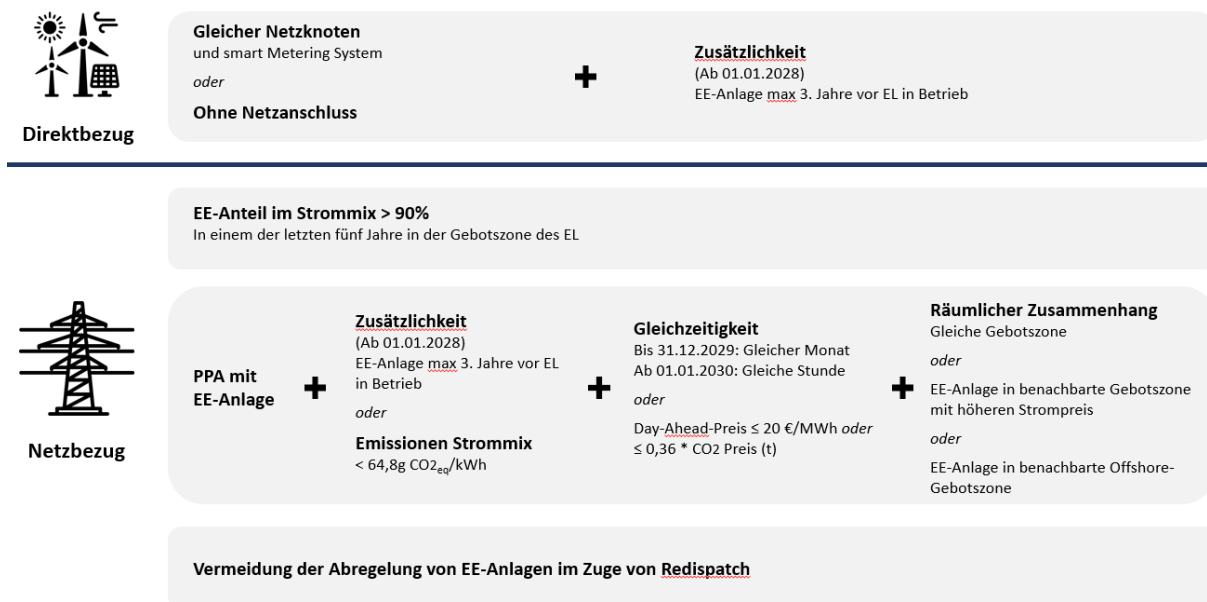 Direktbezug
Gleicher Netzknoten
und smart Metering System
oder
Ohne Netzanschluss
+
Zusätzlichkeit
(Ab 01.01.2028)
EE-Anlage max 3. Jahre vor EL in Betrieb
Netzbezug
EE-Anteil im Strommix > 90%
In einem der letzten fünf Jahre in der Gebotszone des EL
PPA mit
EE-Anlage
+
Zusätzlichkeit
(Ab 01.01.2028)
EE-Anlage max 3. Jahre vor EL
in Betrieb
oder
Emissionen Strommix
< 64,8g CO2eq/kWh
+
Gleichzeitigkeit
Bis 31.12.2029: Gleicher Monat
Ab 01.01.2030: Gleiche Stunde
oder
Day-Ahead-Preis ≤ 20 €/MWh oder
≤ 0,36 * CO2 Preis (t)
+
Räumlicher Zusammenhang
Gleiche Gebotszone
oder
EE-Anlage in benachbarte Gebotszone
mit höheren Strompreis
oder
EE-Anlage in benachbarte Offshore-
Gebotszone
Vermeidung der Abregelung von EE-Anlagen im Zuge von Redispatch